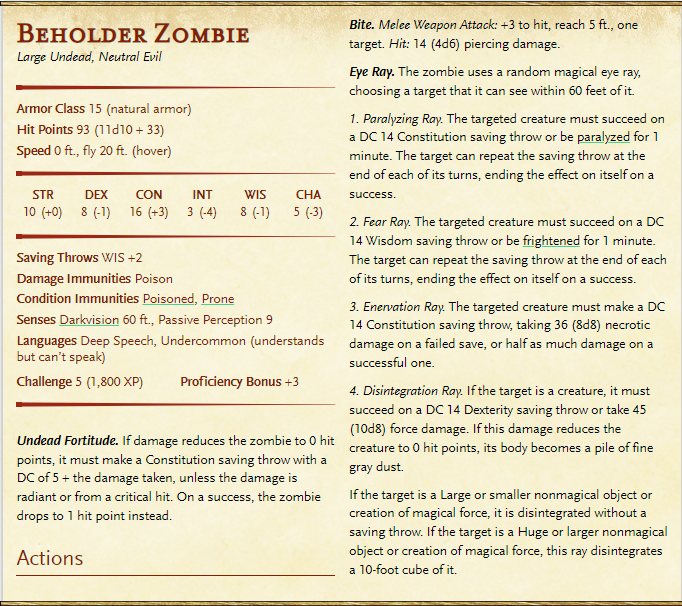 BEHOLDER ZOMBIE
Large Undead, Neutral Evil
Armor Class 15 (natural armor)
Hit Points 93 (11d10 + 33)
Speed 0 ft., fly 20 ft. (hover)
STR DEX CON INT WIS CHA
10 (+0) 8 (-1) 16 (+3) 3 (-4) 8 (-1) 5 (-3)
Saving Throws WIS +2
Damage Immunities Poison
Condition Immunities Poisoned, Prone
Senses Darkvision 60 ft., Passive Perception 9
Languages Deep Speech, Undercommon (understands
but can't speak)
Challenge 5 (1,800 XP) Proficiency Bonus +3
Undead Fortitude. If damage reduces the zombie to 0 hit
points, it must make a Constitution saving throw with a
DC of 5 + the damage taken, unless the damage is
radiant or from a critical hit. On a success, the zombie
drops to 1 hit point instead.
Actions
Bite. Melee Weapon Attack: +3 to hit, reach 5 ft., one
target. Hit: 14 (4d6) piercing damage.
Eye Ray. The zombie uses a random magical eye ray,
choosing a target that it can see within 60 feet of it.
1. Paralyzing Ray. The targeted creature must succeed on
a DC 14 Constitution saving throw or be paralyzed for 1
minute. The target can repeat the saving throw at the
end of each of its turns, ending the effect on itself on a
success.
2. Fear Ray. The targeted creature must succeed on a DC
14 Wisdom saving throw or be frightened for 1 minute.
The target can repeat the saving throw at the end of each
of its turns, ending the effect on itself on a success.
3. Enervation Ray. The targeted creature must make a DC
14 Constitution saving throw, taking 36 (8d8) necrotic
damage on a failed save, or half as much damage on a
successful one.
4. Disintegration Ray. If the target is a creature, it must
succeed on a DC 14 Dexterity saving throw or take 45
(10d8) force damage. If this damage reduces the
creature to 0 hit points, its body becomes a pile of fine
gray dust.
If the target is a Large or smaller nonmagical object or
creation of magical force, it is disintegrated without a
saving throw. If the target is a Huge or larger nonmagical
object or creation of magical force, this ray disintegrates
a 10-foot cube of it.